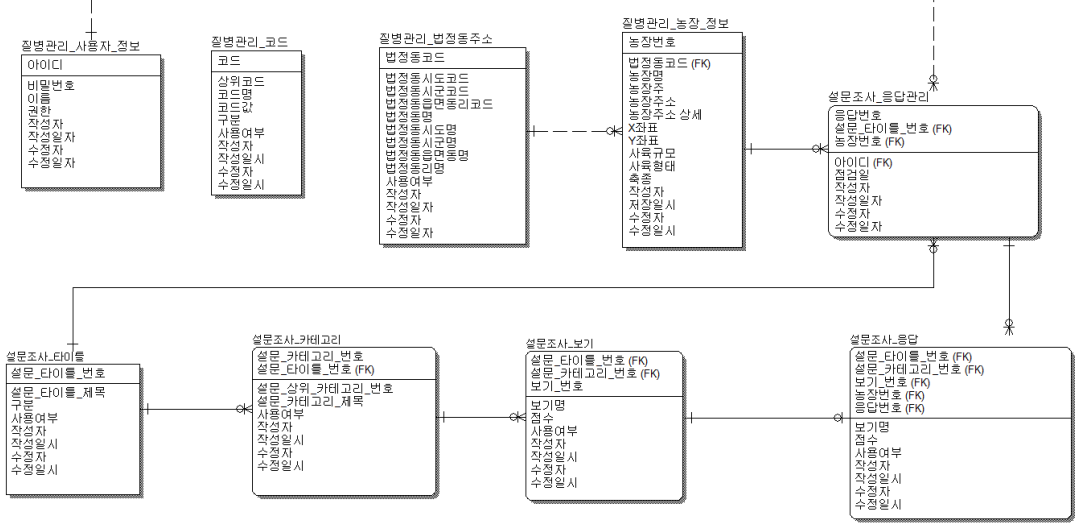 질병관리_사용자_정보
아이디
비밀번호
이름
권한
작성자
작성일자
수정자
수정일자
질병관리_코드
코드
상위코드
코드명
코드값
구분
사용여부
작성자
작성일시
수정자
수정일시
질병관리_법정동주소
법정동코드
법정동시도코드
법정동시군코드
법정동읍면동리코드
법정동명
법정동시도명
법정동시군명
법정동읍면동명
법정동리명
사용여부
작성자
작성일자
수정자
수정일자
질병관리_농장_정보
농장번호
법정동코드 (FK)
농장명
농장주
농장주소
농장주소 상세
X좌표
Y좌표
사육규모
사육형태
축종
작성자
저장일시
수정자
수정일시
설문조사_응답관리
응답번호
설문_타이틀_번호 (FK)
농장번호 (FK)
아이디 (FK)
점검일
작성자
작성일자
수정자
수정일자
설문조사_타이틀
설문_타이틀_번호
설문_타이틀_제목
구분
사용여부
작성자
작성일시
수정자
수정일시
설문조사_카테고리
설문_카테고리_번호
설문_타이틀_번호 (FK)
설문_상위_카테고리_번호
설문_카테고리_제목
사용여부
작성자
작성일시
수정자
수정일시
설문조사_보기
설문_타이틀_번호 (FK)
설문_카테고리_번호 (FK)
보기_번호
보기명
점수
사용여부
작성자
작성일시
수정자
수정일시
설문조사_응답
설문_타이틀_번호 (FK)
설문_카테고리_번호 (FK)
보기_번호 (FK)
농장번호 (FK)
응답번호 (FK)
보기명
점수
사용여부
작성자
작성일시
수정자
수정일시